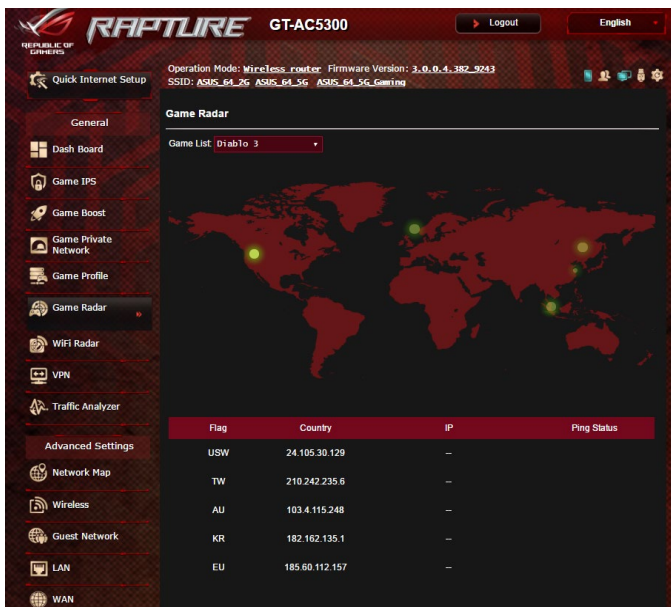 REPUBLIC OF
GAMERS
RAPTURE GT-AC5300 Logout English
Quick Internet Setup
Operation Mode: Wireless router Firmware Version: 3.0.0.4.382_9243
SSID: ASUS_64_2G ASUS_64_5G ASUS_64_5G_Gaming
General
Dash Board
Game IPS
Game Boost
Game Private
Network
Game Profile
Game Radar
WiFi Radar
VPN
Traffic Analyzer
Advanced Settings
Network Map
Wireless
Guest Network
LAN
WAN
Game Radar
Game List Diablo 3
Flag Country IP Ping Status
USW 24.105.30.129 --
TW 210.242.235.6 --
AU 103.4.115.248 --
KR 182.162.135.1 --
EU 185.60.112.157 --